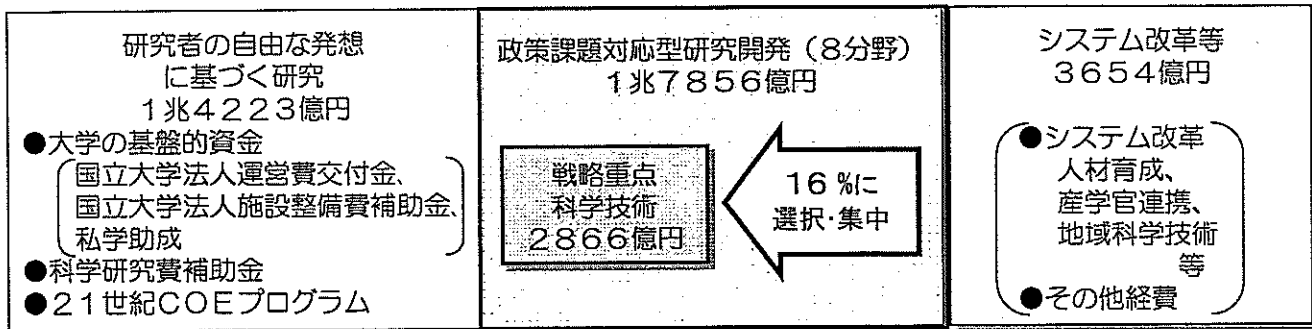 研究者の自由な発想
に基づく研究
1兆4223億円
●大学の基盤的資金
国立大学法人運営費交付金、
国立大学法人施設整備費補助金、
私学助成
●科学研究費補助金
●21世紀COEプログラム
政策課題対応型研究開発(8分野)
1兆7856億円
戦略重点
科学技術
2866億円
16%に
選択・集中
システム改革等
3654億円
●システム改革
人材育成、
産学官連携、
地域科学技術
等
●その他経費